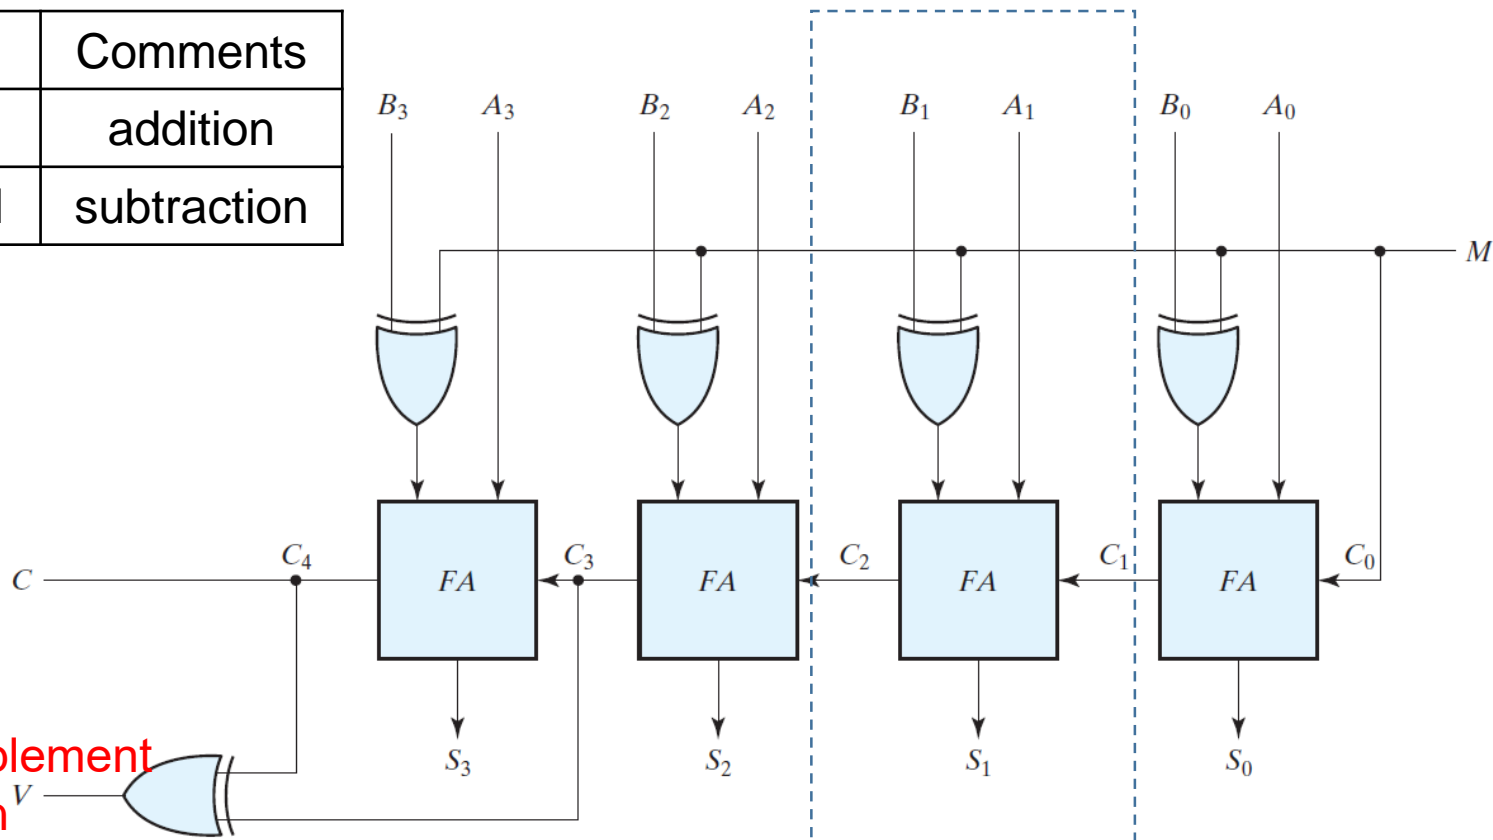 Comments
addition
subtraction
B₃ A₃ B₂ A₂ B₁ A₁ B₀ A₀
M
C C₄ FA C₃ FA C₂ FA C₁ FA C₀
S₃ S₂ S₁ S₀
V